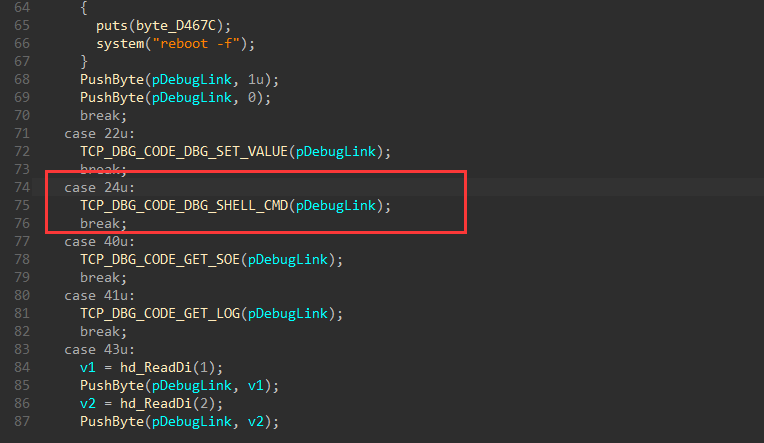 64 {
65 puts(byte_D467C);
66 system("reboot -f");
67 }
68 PushByte(pDebugLink, 1u);
69 PushByte(pDebugLink, 0);
70 break;
71 case 22u:
72 TCP_DBG_CODE_DBG_SET_VALUE(pDebugLink);
73 break;
74 case 24u:
75 TCP_DBG_CODE_DBG_SHELL_CMD(pDebugLink);
76 break;
77 case 40u:
78 TCP_DBG_CODE_GET_SOE(pDebugLink);
79 break;
80 case 41u:
81 TCP_DBG_CODE_GET_LOG(pDebugLink);
82 break;
83 case 43u:
84 v1 = hd_ReadDi(1);
85 PushByte(pDebugLink, v1);
86 v2 = hd_ReadDi(2);
87 PushByte(pDebugLink, v2);